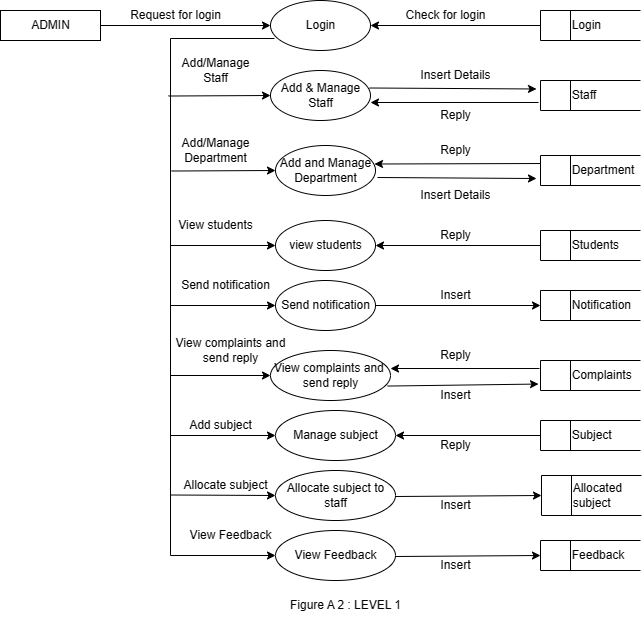 ADMIN
Request for login
Login
Check for login
Login
Add/Manage
Staff
Add & Manage
Staff
Insert Details
Reply
Staff
Add/Manage
Department
Add and Manage
Department
Reply
Insert Details
Department
View students
view students
Reply
Students
Send notification
Send notification
Insert
Notification
View complaints and
send reply
View complaints and
send reply
Reply
Insert
Complaints
Add subject
Manage subject
Reply
Subject
Allocate subject
Allocate subject to
staff
Insert
Allocated
subject
View Feedback
View Feedback
Insert
Feedback
Figure A 2 : LEVEL 1